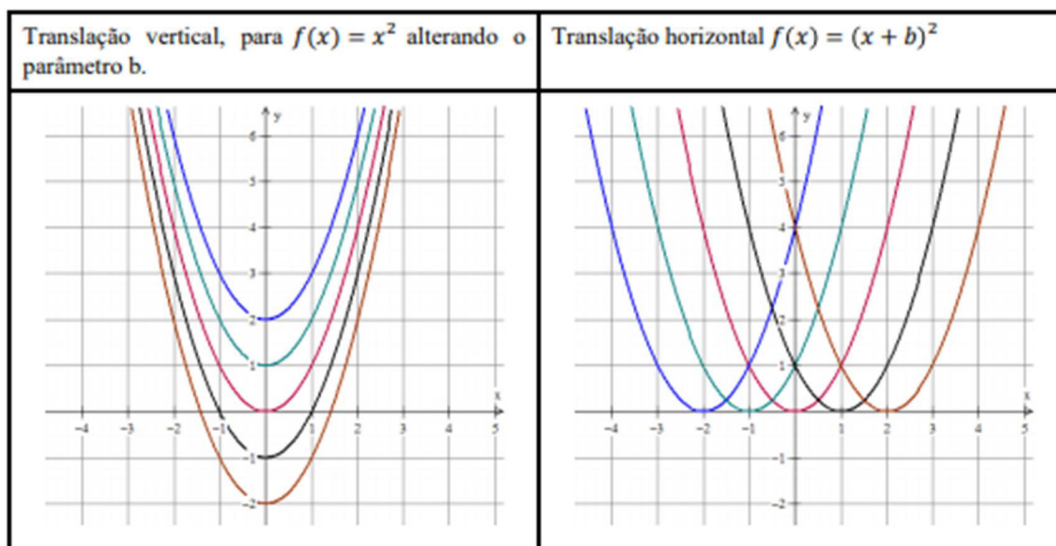 Translação vertical, para f(x) = x² alterando o
parâmetro b.
Translação horizontal f(x) = (x + b)²
y
6
5
4
3
2
1
-1
-2
x
-4 -3 -2 -1 0 1 2 3 4 5
y
6
5
4
3
2
1
-1
-2
x
-4 -3 -2 -1 0 1 2 3 4 5